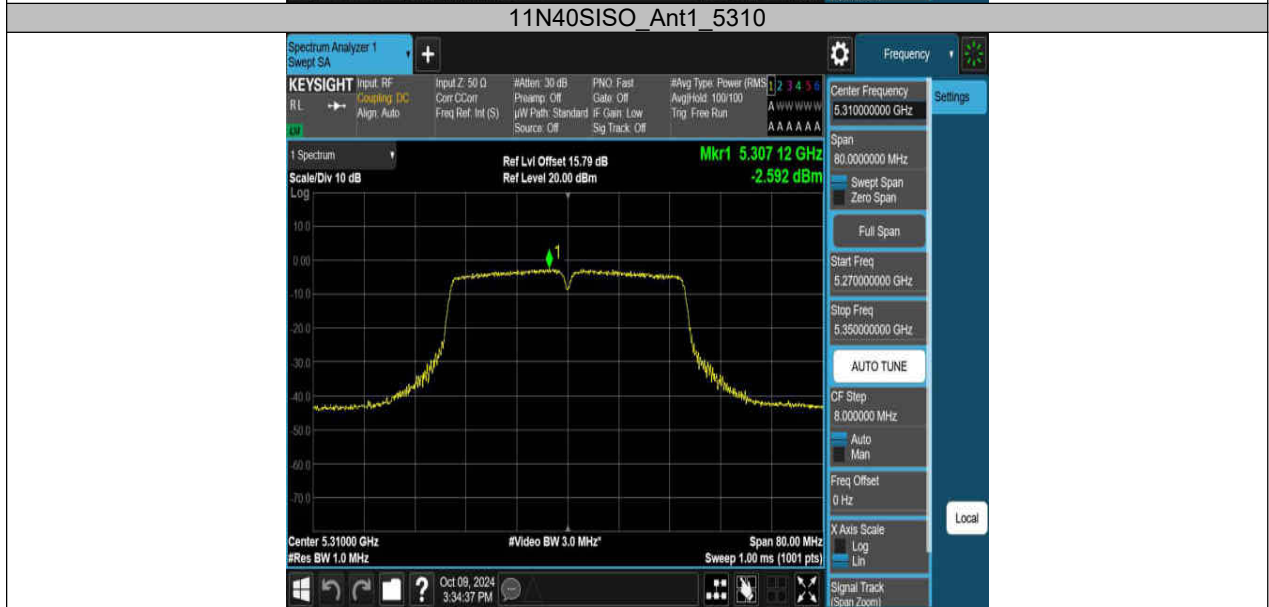 11N40SISO_Ant1_5310
Spectrum Analyzer 1
Swept SA
Frequency
KEYSIGHT
RL
LM
Input: RF
Coupling: DC
Align: Auto
Input Z: 50 Ω
Corr CCorr
Freq Ref: Int (S)
#Atten: 30 dB
Preamp: Off
µW Path: Standard
Source: Off
PNO: Fast
Gate: Off
IF Gain: Low
Sig Track: Off
#Avg Type: Power (RMS
Avg|Hold: 100/100
Trig: Free Run
1 2 3 4 5 6
A W W W W W
A A A A A A
Center Frequency
5.310000000 GHz
Settings
1 Spectrum
Scale/Div 10 dB
Log
Ref Lvl Offset 15.79 dB
Ref Level 20.00 dBm
Mkr1 5.307 12 GHz
-2.592 dBm
Span
80.0000000 MHz
Swept Span
Zero Span
Full Span
Start Freq
5.270000000 GHz
Stop Freq
5.350000000 GHz
AUTO TUNE
CF Step
8.000000 MHz
Auto
Man
Freq Offset
0 Hz
X Axis Scale
Log
Lin
Signal Track
(Span Zoom)
Local
1
10.0
0.00
-10.0
-20.0
-30.0
-40.0
-50.0
-60.0
-70.0
Center 5.31000 GHz
#Res BW 1.0 MHz
#Video BW 3.0 MHz*
Span 80.00 MHz
Sweep 1.00 ms (1001 pts)
?
Oct 09, 2024
3:34:37 PM